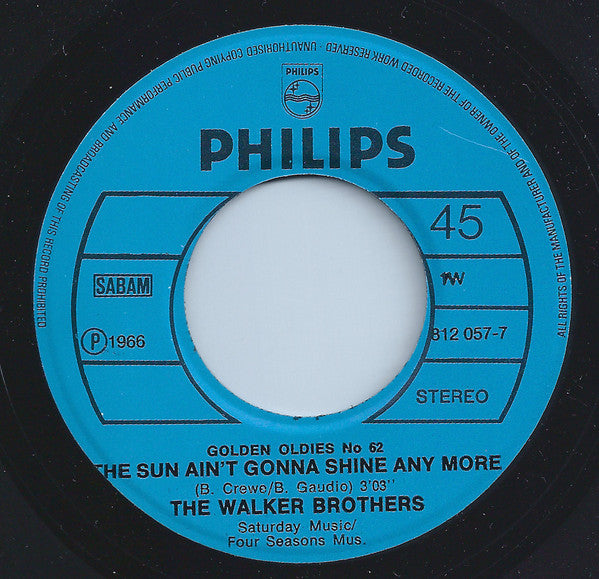 ALL RIGHTS OF THE MANUFACTURER AND OF THE OWNER OF THE RECORDED WORK RESERVED - UNAUTHORISED COPYING PUBLIC PERFORMANCE AND BROADCASTING OF THIS RECORD PROHIBITED
PHILIPS
PHILIPS
45
SABAM
P 1966
812 057-7
STEREO
GOLDEN OLDIES No 62
THE SUN AIN'T GONNA SHINE ANY MORE
(B. Crewe/B. Gaudio) 3'03"
THE WALKER BROTHERS
Saturday Music/
Four Seasons Mus.